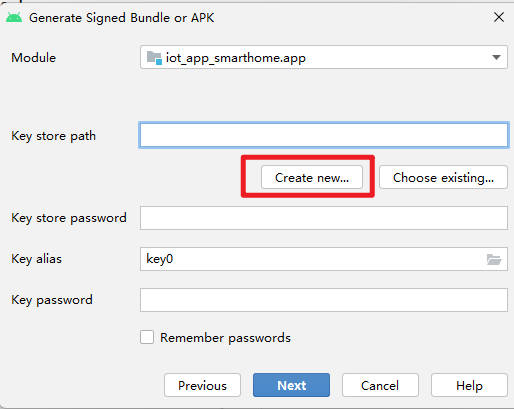 Generate Signed Bundle or APK
Module
iot_app_smarthome.app
Key store path
Create new...
Choose existing...
Key store password
Key alias
key0
Key password
Remember passwords
Previous
Next
Cancel
Help